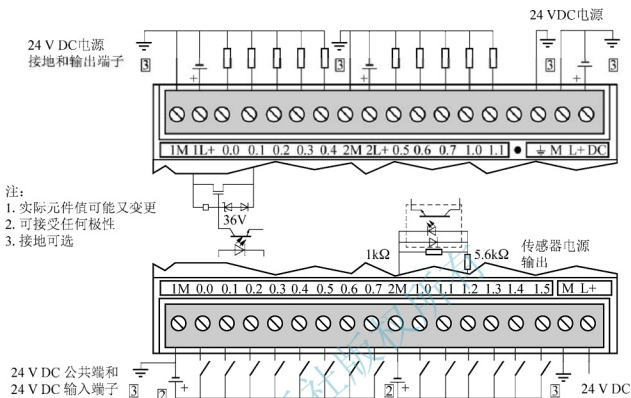 24 VDC电源
24 V DC电源
接地和输出端子
3
3
3
3
+
+
+
1M 1L+ 0.0 0.1 0.2 0.3 0.4 2M 2L+ 0.5 0.6 0.7 1.0 1.1 ● M L+ DC
注：
1. 实际元件值可能又变更
2. 可接受任何极性
3. 接地可选
36V
1kΩ
5.6kΩ
传感器电源
输出
1M 0.0 0.1 0.2 0.3 0.4 0.5 0.6 0.7 2M 1.0 1.1 1.2 1.3 1.4 1.5 M L+
24 V DC 公共端和
24 V DC 输入端子
3
2
+
2
+
3
24 V DC
社版权所有